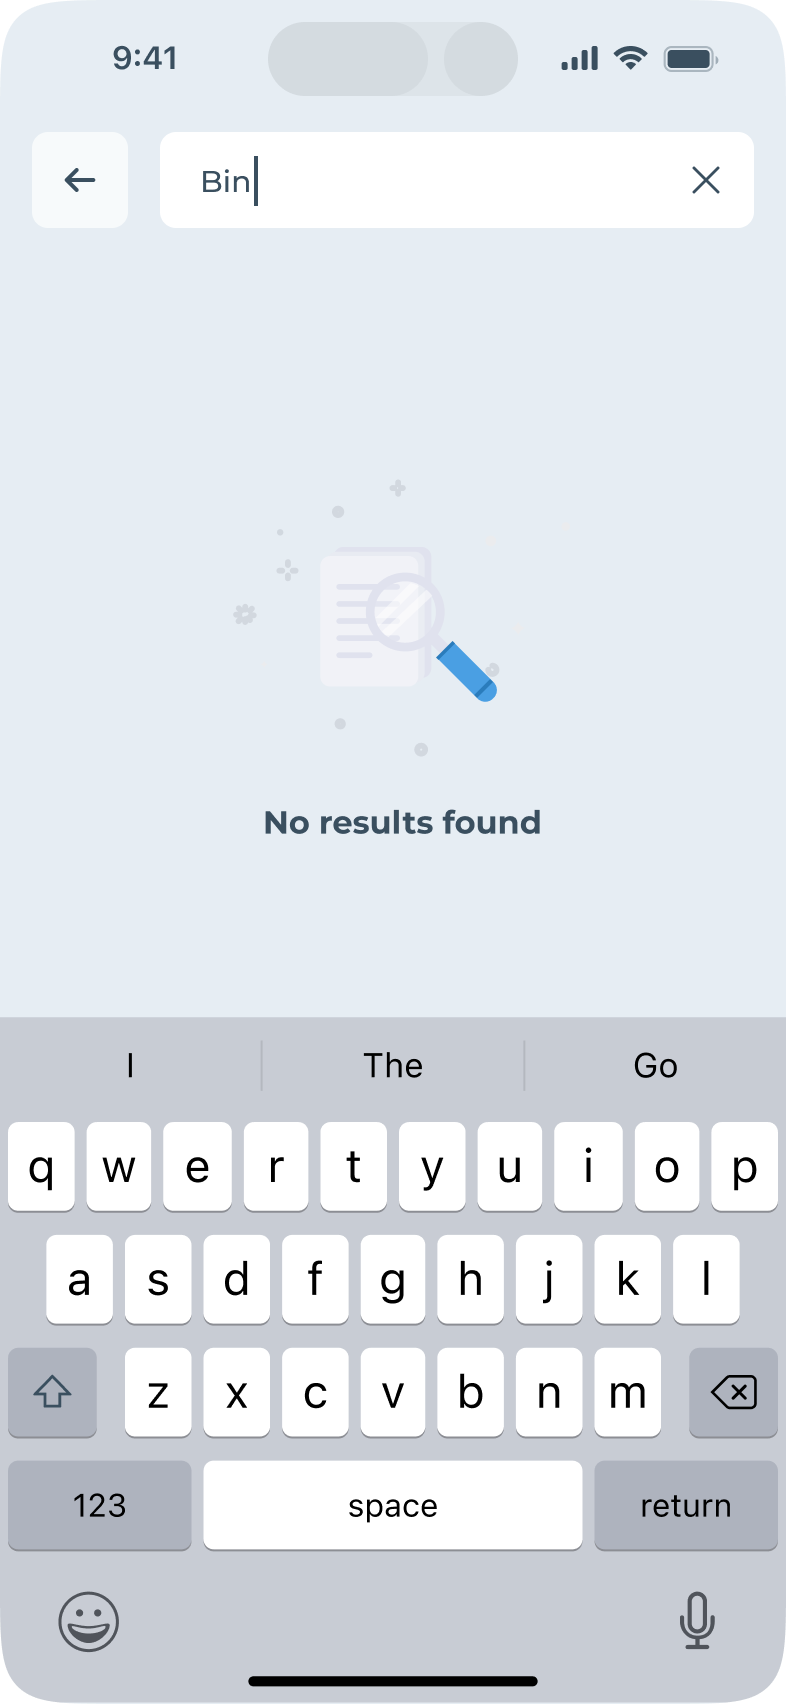 9:41
Bin
No results found
I The Go
q w e r t y u i o p
a s d f g h j k l
z x c v b n m
123 space return